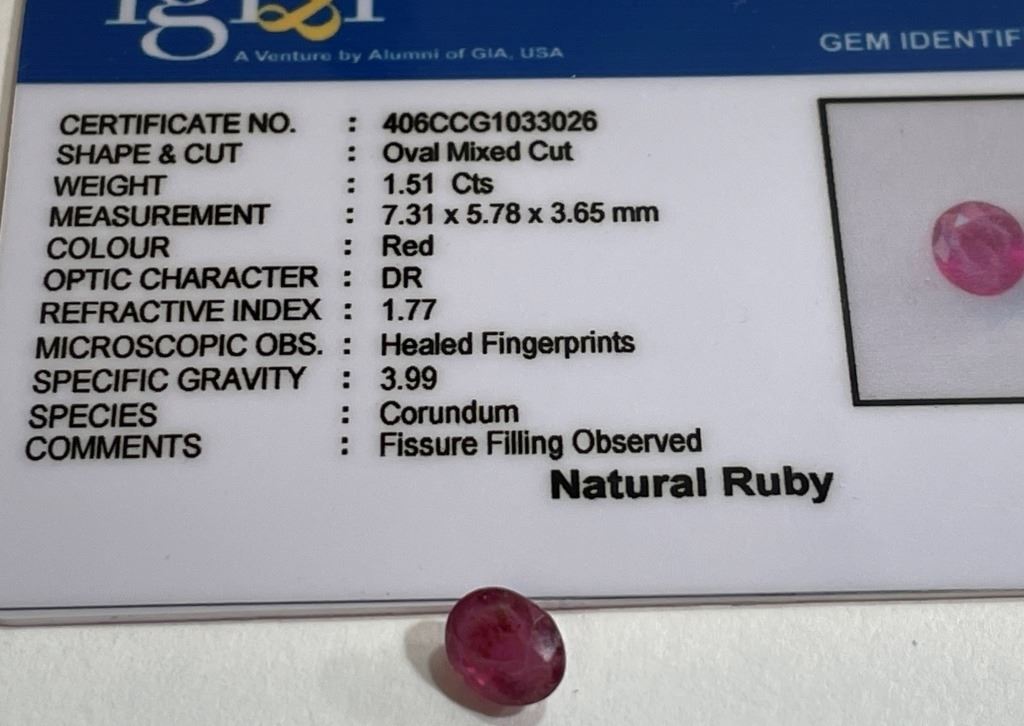 A Venture by Alumni of GIA, USA
GEM IDENTIF
CERTIFICATE NO. : 406CCG1033026
SHAPE & CUT : Oval Mixed Cut
WEIGHT : 1.51 Cts
MEASUREMENT : 7.31 x 5.78 x 3.65 mm
COLOUR : Red
OPTIC CHARACTER : DR
REFRACTIVE INDEX : 1.77
MICROSCOPIC OBS. : Healed Fingerprints
SPECIFIC GRAVITY : 3.99
SPECIES : Corundum
COMMENTS : Fissure Filling Observed
Natural Ruby